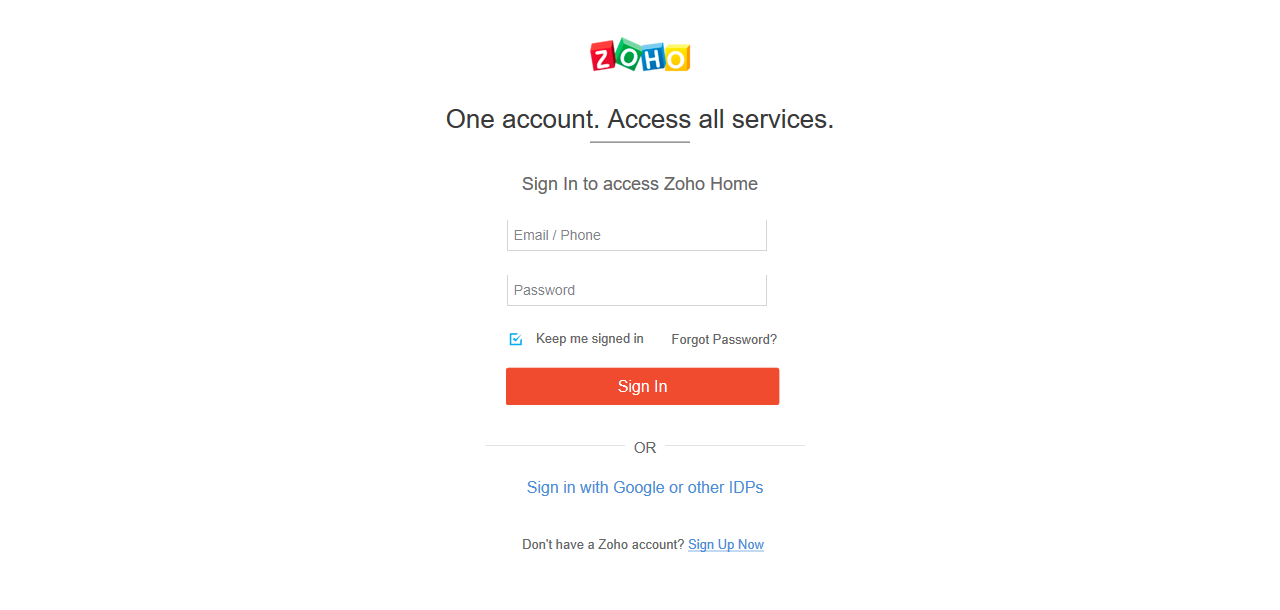 ZOHO
One account. Access all services.
Sign In to access Zoho Home
Email / Phone
Password
Keep me signed in Forgot Password?
Sign In
OR
Sign in with Google or other IDPs
Don't have a Zoho account? Sign Up Now